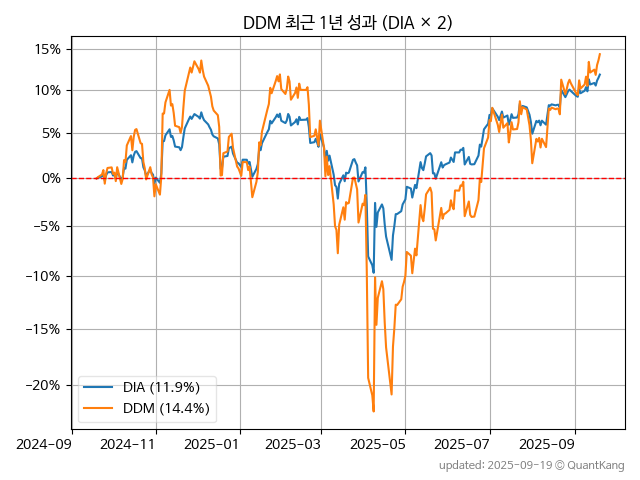 DDM 최근 1년 성과 (DIA × 2)
15%
10%
5%
0%
−5%
−10%
−15%
−20%
DIA (11.9%)
DDM (14.4%)
2024-09 2024-11 2025-01 2025-03 2025-05 2025-07 2025-09
updated: 2025-09-19 © QuantKang